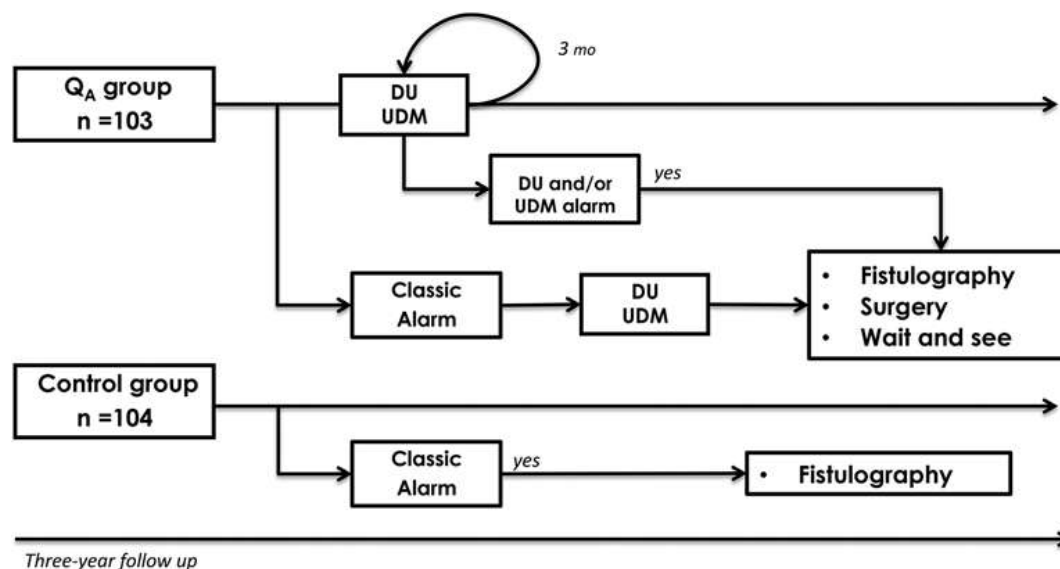 Q_A group
n =103
DU
UDM
3 mo
DU and/or
UDM alarm
yes
Classic
Alarm
DU
UDM
• Fistulography
• Surgery
• Wait and see
Control group
n =104
Classic
Alarm
yes
• Fistulography
Three-year follow up